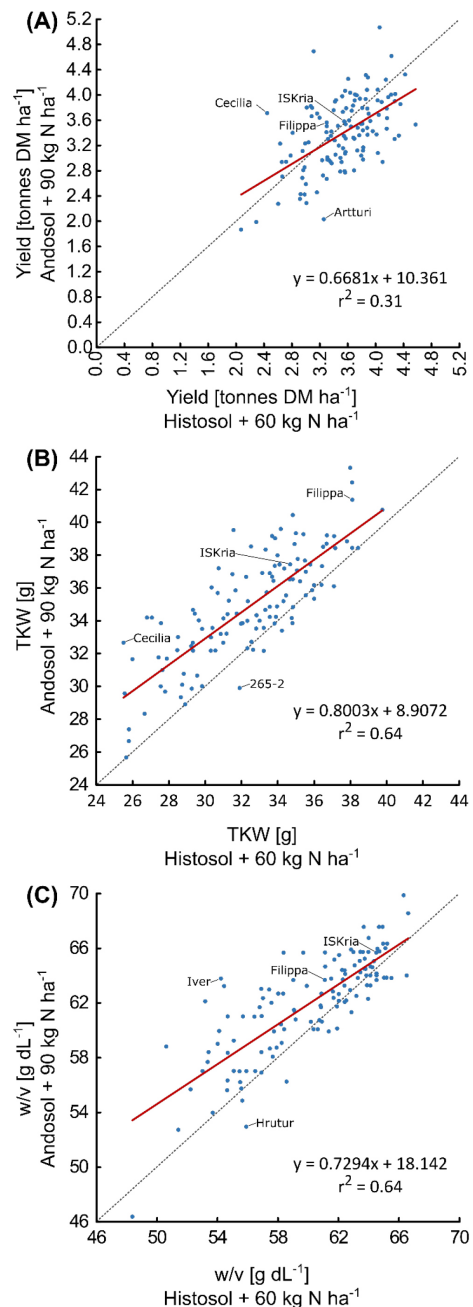 (A)
5.2
4.8
4.4
4.0
3.6
3.2
2.8
2.4
2.0
1.6
1.2
0.8
0.4
0.0
Yield [tonnes DM ha⁻¹]
Andosol + 90 kg N ha⁻¹
Cecilia
ISKria
Filippa
Artturi
y = 0.6681x + 10.361
r² = 0.31
0.0 0.4 0.8 1.2 1.6 2.0 2.4 2.8 3.2 3.6 4.0 4.4 4.8 5.2
Yield [tonnes DM ha⁻¹]
Histosol + 60 kg N ha⁻¹
(B)
44
42
40
38
36
34
32
30
28
26
24
TKW [g]
Andosol + 90 kg N ha⁻¹
Filippa
ISKria
Cecilia
265-2
y = 0.8003x + 8.9072
r² = 0.64
24 26 28 30 32 34 36 38 40 42 44
TKW [g]
Histosol + 60 kg N ha⁻¹
(C)
70
66
62
58
54
50
46
w/v [g dL⁻¹]
Andosol + 90 kg N ha⁻¹
ISKria
Filippa
Iver
Hrutur
y = 0.7294x + 18.142
r² = 0.64
46 50 54 58 62 66 70
w/v [g dL⁻¹]
Histosol + 60 kg N ha⁻¹